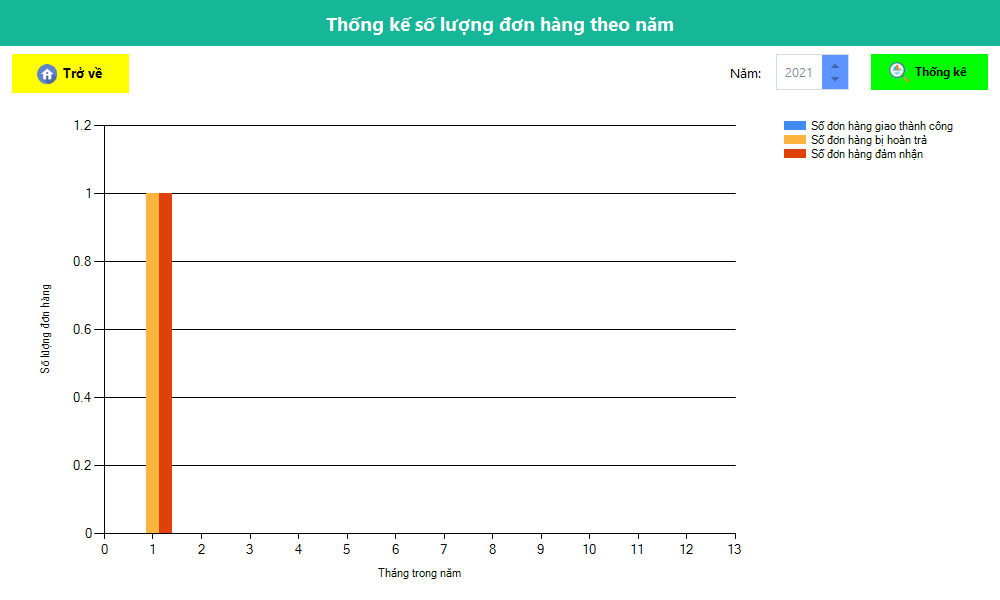 Thống kế số lượng đơn hàng theo năm
Trở về
Năm:
2021
Thống kê
1.2
1
0.8
0.6
0.4
0.2
0
Số lượng đơn hàng
0 1 2 3 4 5 6 7 8 9 10 11 12 13
Tháng trong năm
Số đơn hàng giao thành công
Số đơn hàng bị hoàn trả
Số đơn hàng đảm nhận